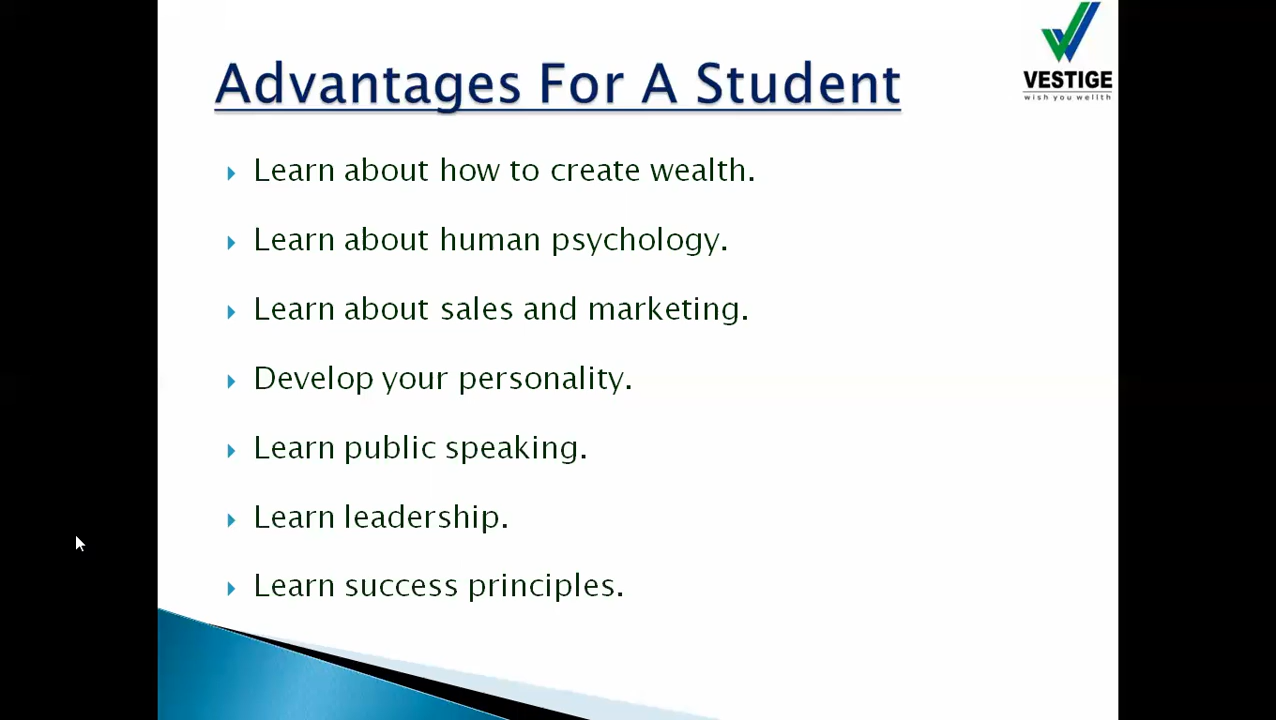 Advantages For A Student
VESTIGE
wish you wellth
Learn about how to create wealth.
Learn about human psychology.
Learn about sales and marketing.
Develop your personality.
Learn public speaking.
Learn leadership.
Learn success principles.